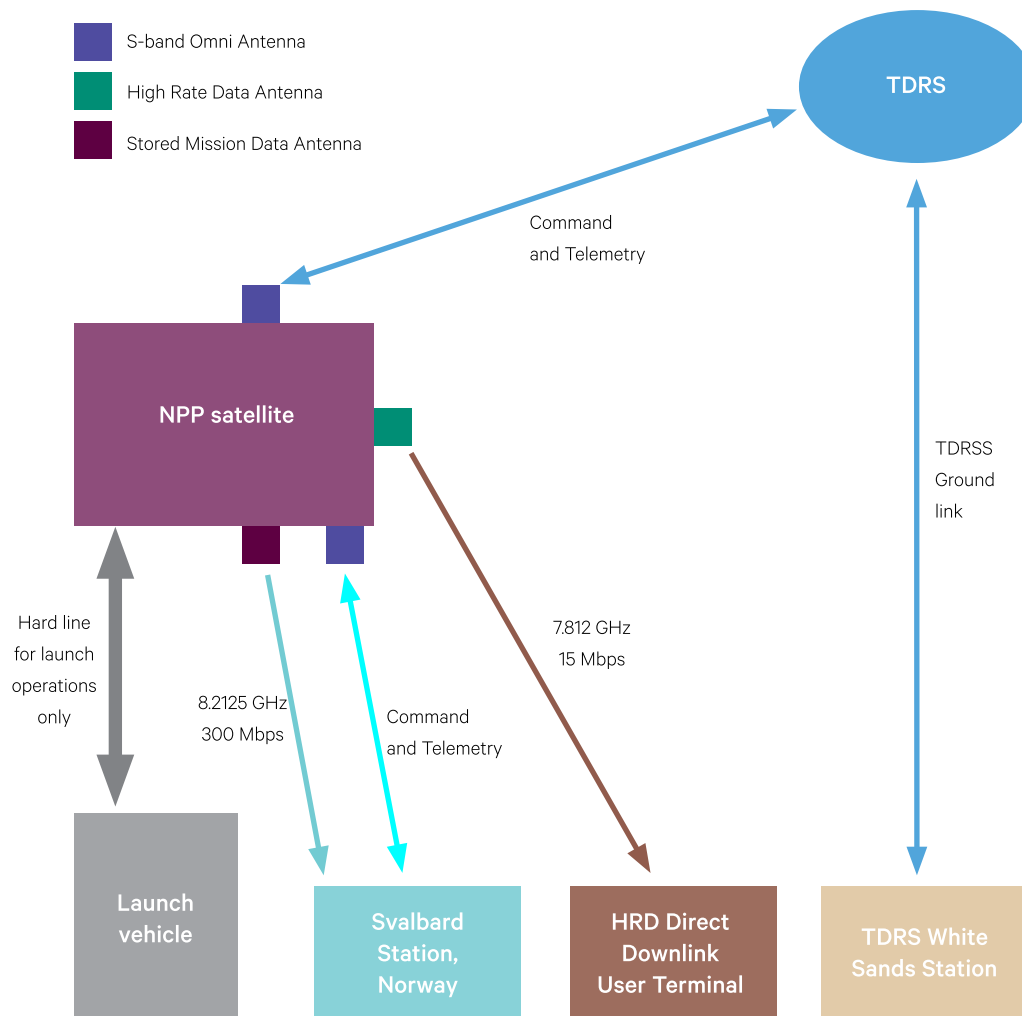 S-band Omni Antenna
High Rate Data Antenna
Stored Mission Data Antenna
TDRS
Command
and Telemetry
NPP satellite
TDRSS
Ground
link
Hard line
for launch
operations
only
8.2125 GHz
300 Mbps
Command
and Telemetry
7.812 GHz
15 Mbps
Launch
vehicle
Svalbard
Station,
Norway
HRD Direct
Downlink
User Terminal
TDRS White
Sands Station